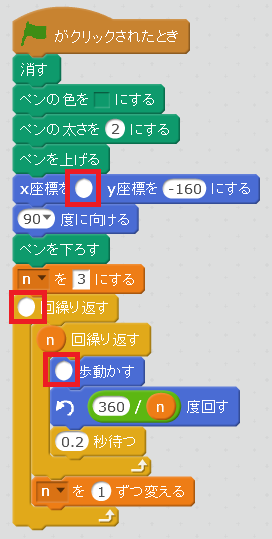 がクリックされたとき
消す
ペンの色を にする
ペンの太さを 2 にする
ペンを上げる
x座標を y座標を -160 にする
90 度に向ける
ペンを下ろす
n を 3 にする
回繰り返す
n 回繰り返す
歩動かす
360 / n 度回す
0.2 秒待つ
n を 1 ずつ変える